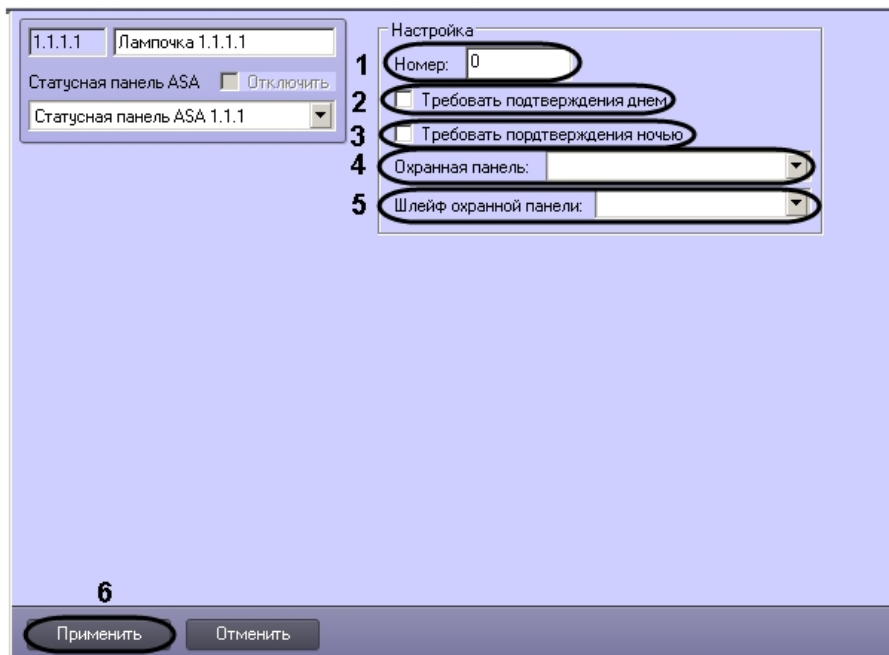 1.1.1.1 Лампочка 1.1.1.1
Статусная панель ASA Отключить
Статусная панель ASA 1.1.1
Настройка
1 Номер: 0
2 Требовать подтверждения днем
3 Требовать пордтверждения ночью
4 Охранная панель:
5 Шлейф охранной панели:
6
Применить Отменить